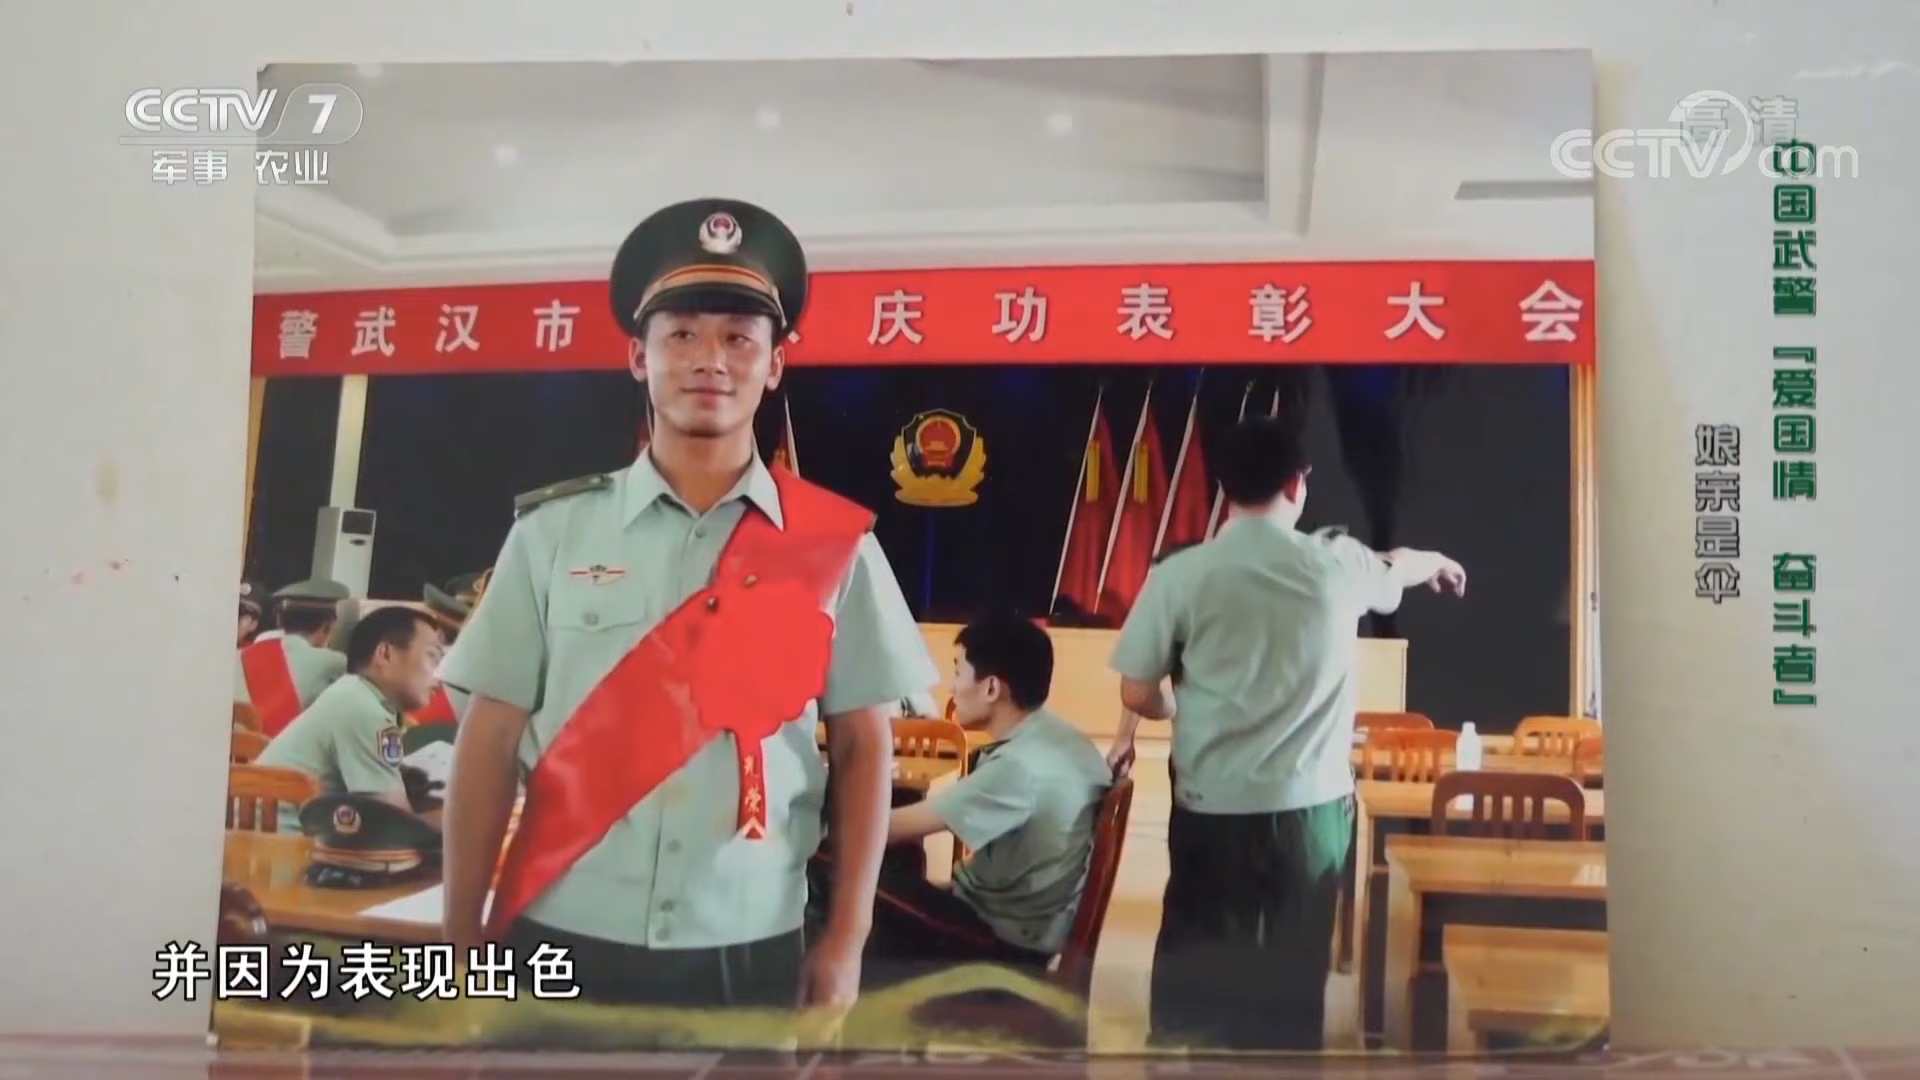 CCTV 7
军事 农业
高清
CCTV.com
中国武警『爱国情 奋斗者』
娘亲是伞
警武汉市
庆功表彰大会
光荣
并因为表现出色